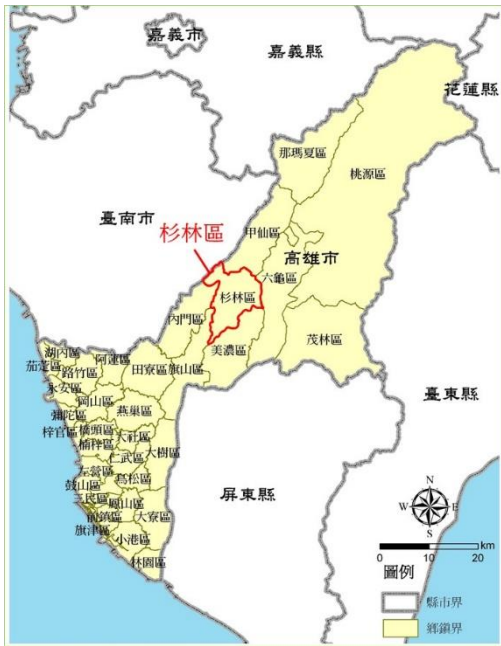 嘉義市
嘉義縣
花蓮縣
那瑪夏區
桃源區
臺南市
甲仙區
杉林區
高雄市
六龜區
杉林區
內門區
茂林區
美濃區
湖內區
阿蓮區
茄萣區
路竹區
田寮區
旗山區
永安區
岡山區
燕巢區
彌陀區
臺東縣
梓官區
橋頭區
大社區
楠梓區
大樹區
仁武區
左營區
鳥松區
鼓山區
屏東縣
三民區
鳳山區
前鎮區
大寮區
旗津區
小港區
林園區
N
W
E
S
km
0
10
20
圖例
縣市界
鄉鎮界